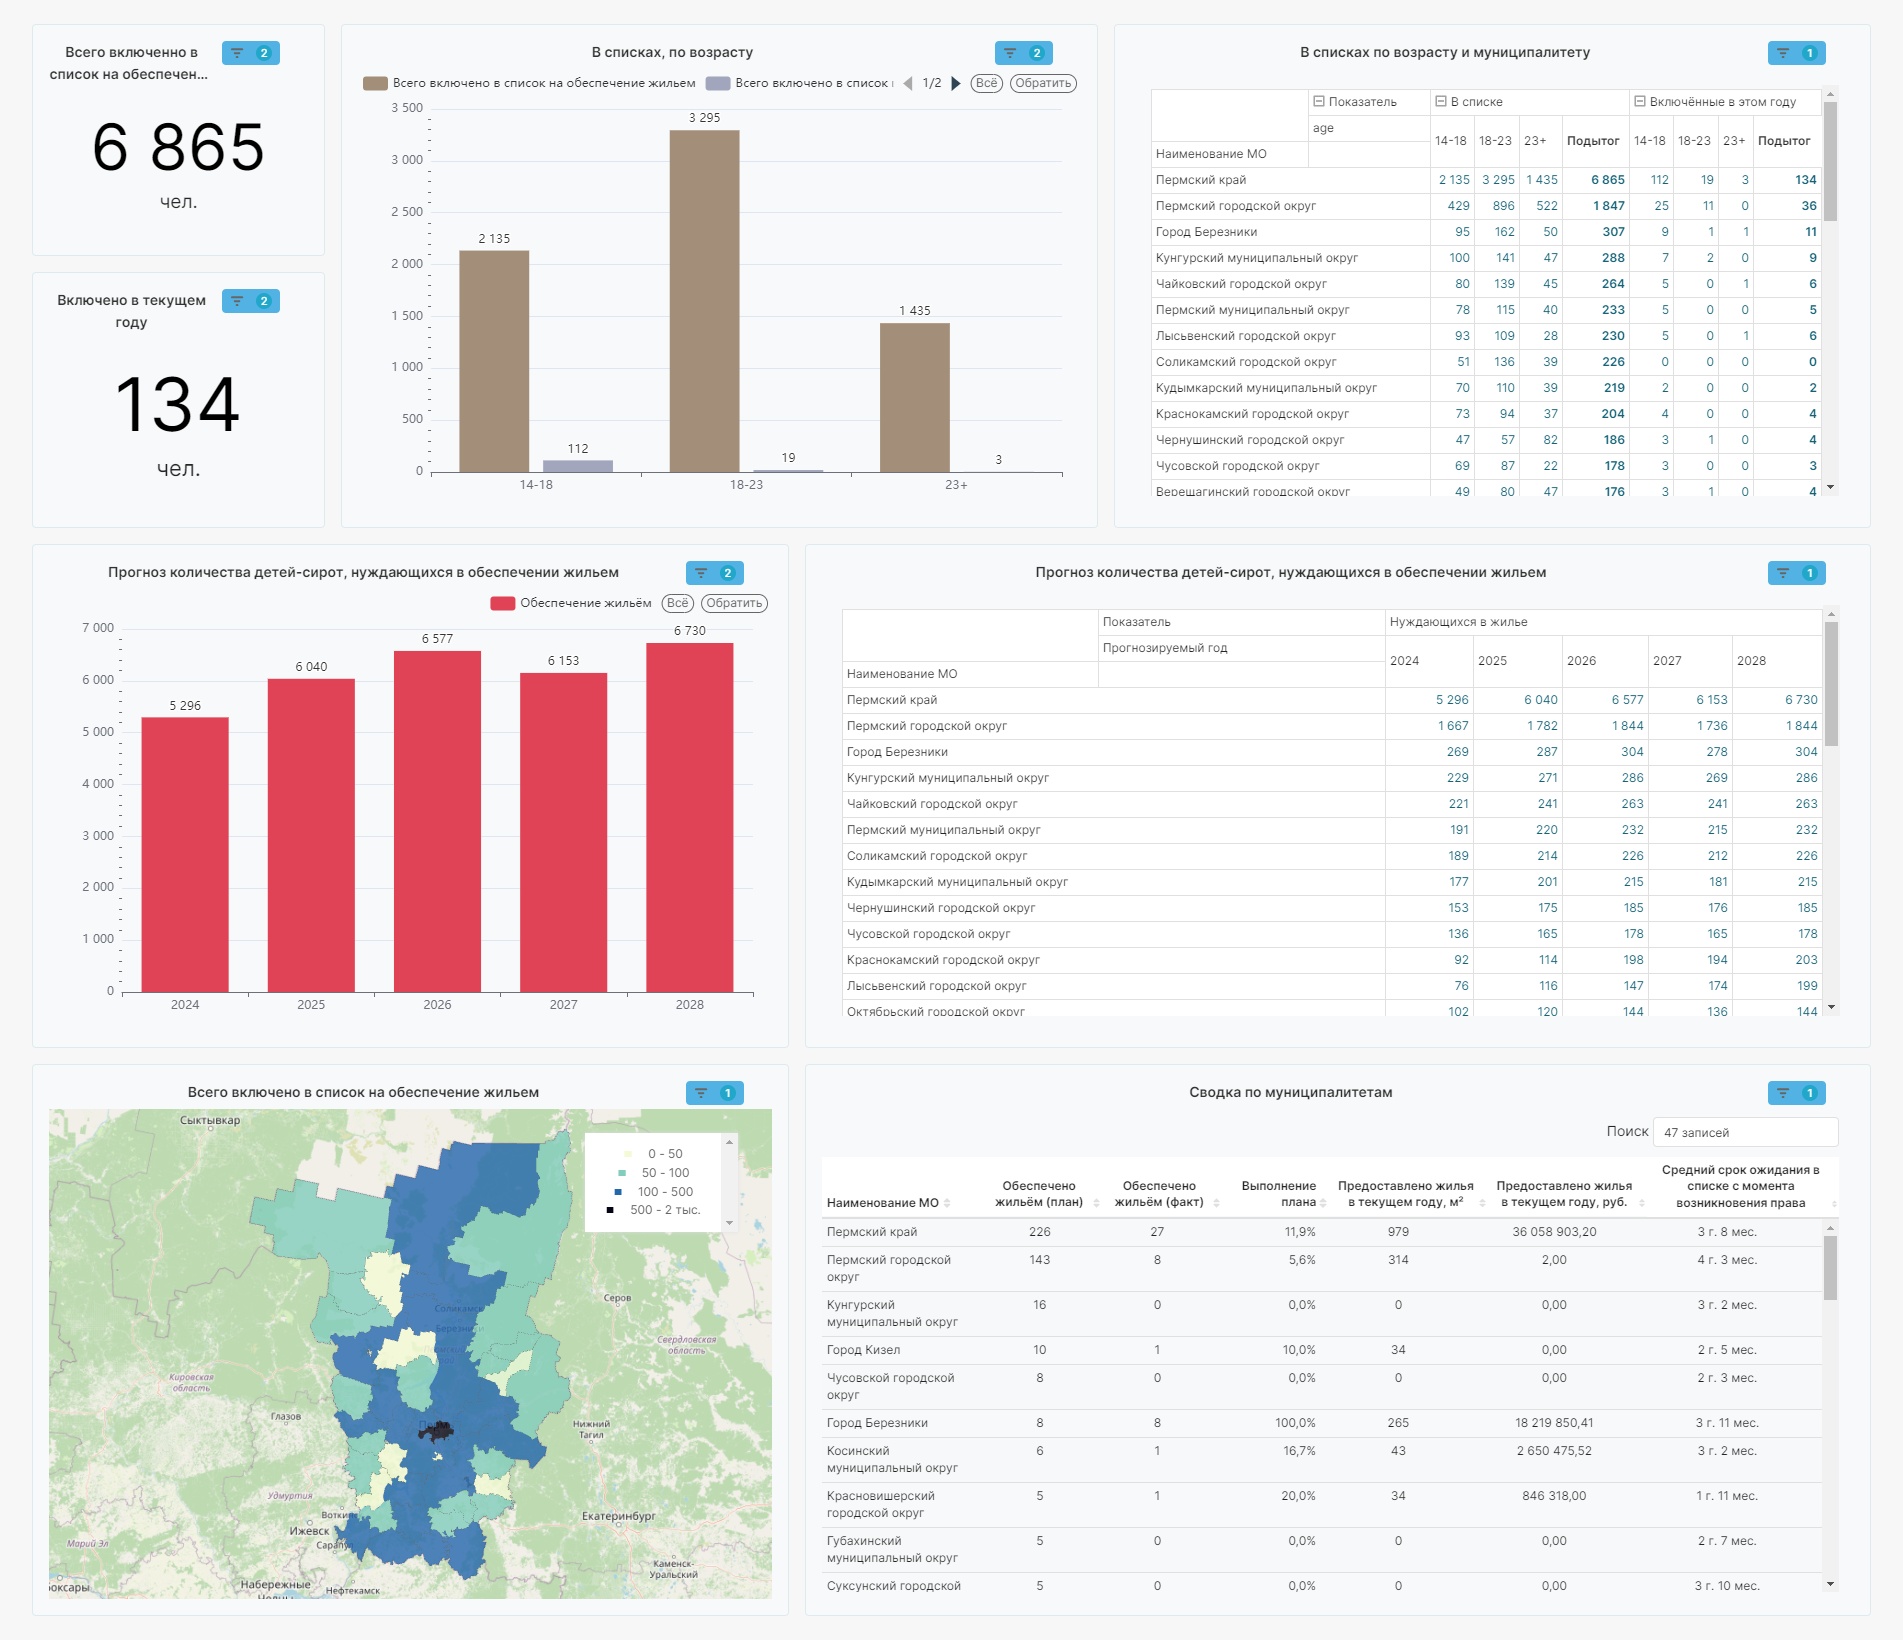 Всего включенно в
список на обеспечен...
2
6 865
чел.
Включено в текущем
году
2
134
чел.
В списках, по возрасту
2
Всего включено в список на обеспечение жильем
Всего включено в список
1/2
Всё
Обратить
3 500
3 000
2 500
2 000
1 500
1 000
500
0
2 135
112
3 295
19
1 435
3
14-18
18-23
23+
В списках по возрасту и муниципалитету
1
Показатель В списке Включённые в этом году
age
14-18 18-23 23+ Подытог 14-18 18-23 23+ Подытог
Наименование МО
Пермский край 2 135 3 295 1 435 6 865 112 19 3 134
Пермский городской округ 429 896 522 1 847 25 11 0 36
Город Березники 95 162 50 307 9 1 1 11
Кунгурский муниципальный округ 100 141 47 288 7 2 0 9
Чайковский городской округ 80 139 45 264 5 0 1 6
Пермский муниципальный округ 78 115 40 233 5 0 0 5
Лысьвенский городской округ 93 109 28 230 5 0 1 6
Соликамский городской округ 51 136 39 226 0 0 0 0
Кудымкарский муниципальный округ 70 110 39 219 2 0 0 2
Краснокамский городской округ 73 94 37 204 4 0 0 4
Чернушинский городской округ 47 57 82 186 3 1 0 4
Чусовской городской округ 69 87 22 178 3 0 0 3
Верещагинский городской округ 49 80 47 176 3 1 0 4
Прогноз количества детей-сирот, нуждающихся в обеспечении жильем
2
Обеспечение жильём
Всё
Обратить
7 000
6 000
5 000
4 000
3 000
2 000
1 000
0
5 296
6 040
6 577
6 153
6 730
2024
2025
2026
2027
2028
Прогноз количества детей-сирот, нуждающихся в обеспечении жильем
1
Показатель Нуждающихся в жилье
Прогнозируемый год
2024 2025 2026 2027 2028
Наименование МО
Пермский край 5 296 6 040 6 577 6 153 6 730
Пермский городской округ 1 667 1 782 1 844 1 736 1 844
Город Березники 269 287 304 278 304
Кунгурский муниципальный округ 229 271 286 269 286
Чайковский городской округ 221 241 263 241 263
Пермский муниципальный округ 191 220 232 215 232
Соликамский городской округ 189 214 226 212 226
Кудымкарский муниципальный округ 177 201 215 181 215
Чернушинский городской округ 153 175 185 176 185
Чусовской городской округ 136 165 178 165 178
Краснокамский городской округ 92 114 198 194 203
Лысьвенский городской округ 76 116 147 174 199
Октябрьский городской округ 102 120 144 136 144
Всего включено в список на обеспечение жильем
1
0 - 50
50 - 100
100 - 500
500 - 2 тыс.
Сыктывкар
Соликамск
Березники
Серов
Свердловская
область
Кировская
область
Глазов
Нижний
Тагил
Удмуртия
Воткин
Ижевск
Сарапул
Екатеринбург
Марий Эл
Каменск-
Уральский
оксары
Набережные
Нефтекамск
Челны
Сводка по муниципалитетам
1
Поиск 47 записей
Наименование МО
Обеспечено
жильём (план)
Обеспечено
жильём (факт)
Выполнение
плана
Предоставлено жилья
в текущем году, м²
Предоставлено жилья
в текущем году, руб.
Средний срок ожидания в
списке с момента
возникновения права
Пермский край 226 27 11,9% 979 36 058 903,20 3 г. 8 мес.
Пермский городской 143 8 5,6% 314 2,00 4 г. 3 мес.
округ
Кунгурский 16 0 0,0% 0 0,00 3 г. 2 мес.
муниципальный округ
Город Кизел 10 1 10,0% 34 0,00 2 г. 5 мес.
Чусовской городской 8 0 0,0% 0 0,00 2 г. 3 мес.
округ
Город Березники 8 8 100,0% 265 18 219 850,41 3 г. 11 мес.
Косинский 6 1 16,7% 43 2 650 475,52 3 г. 2 мес.
муниципальный округ
Красновишерский 5 1 20,0% 34 846 318,00 1 г. 11 мес.
городской округ
Губахинский 5 0 0,0% 0 0,00 2 г. 7 мес.
муниципальный округ
Суксунский городской 5 0 0,0% 0 0,00 3 г. 10 мес.